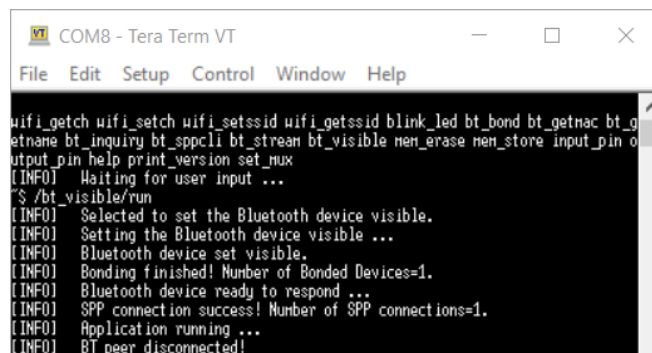 COM8 - Tera Term VT
File Edit Setup Control Window Help
wifi_getch wifi_setch wifi_setssid wifi_getssid blink_led bt_bond bt_getmac bt_g
etname bt_inquiry bt_sppcli bt_stream bt_visible mem_erase mem_store input_pin o
utput_pin help print_version set_mux
[INFO] Waiting for user input ...
~$ /bt_visible/run
[INFO] Selected to set the Bluetooth device visible.
[INFO] Setting the Bluetooth device visible ...
[INFO] Bluetooth device set visible.
[INFO] Bonding finished! Number of Bonded Devices=1.
[INFO] Bluetooth device ready to respond ...
[INFO] SPP connection success! Number of SPP connections=1.
[INFO] Application running ...
[INFO] BT peer disconnected!